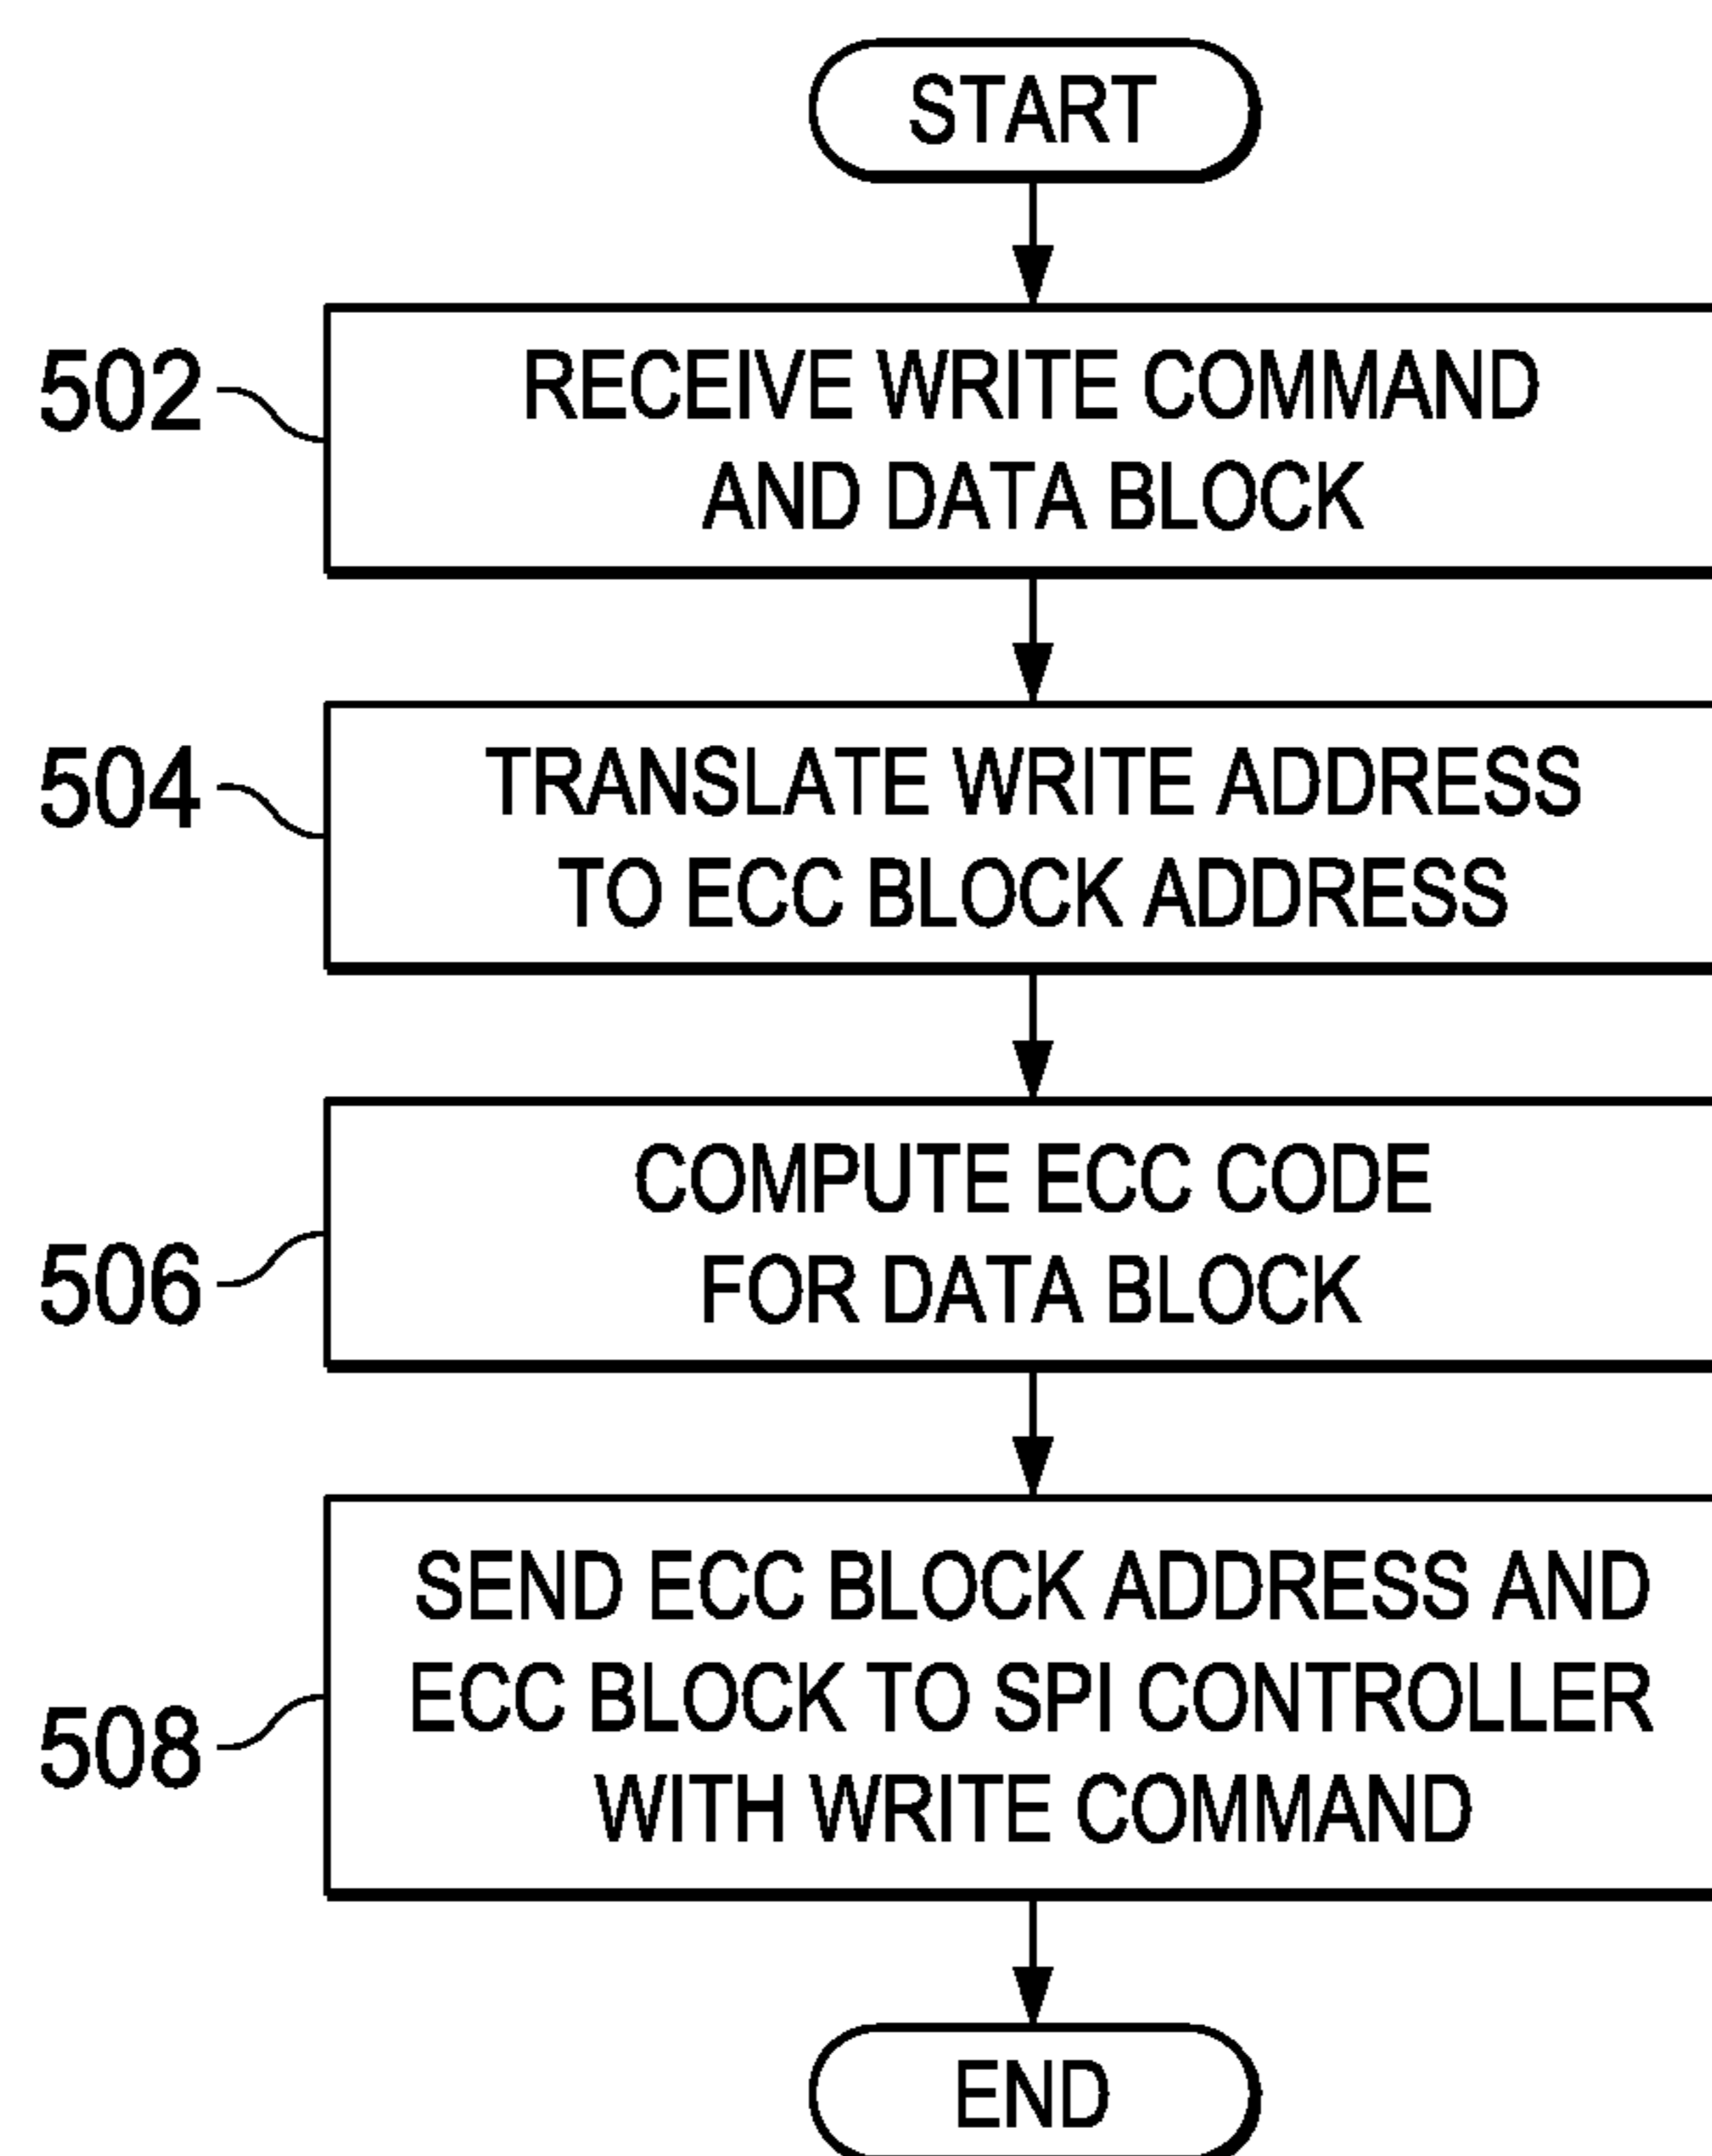 START
502
RECEIVE WRITE COMMAND
AND DATA BLOCK
504
TRANSLATE WRITE ADDRESS
TO ECC BLOCK ADDRESS
506
COMPUTE ECC CODE
FOR DATA BLOCK
508
SEND ECC BLOCK ADDRESS AND
ECC BLOCK TO SPI CONTROLLER
WITH WRITE COMMAND
END